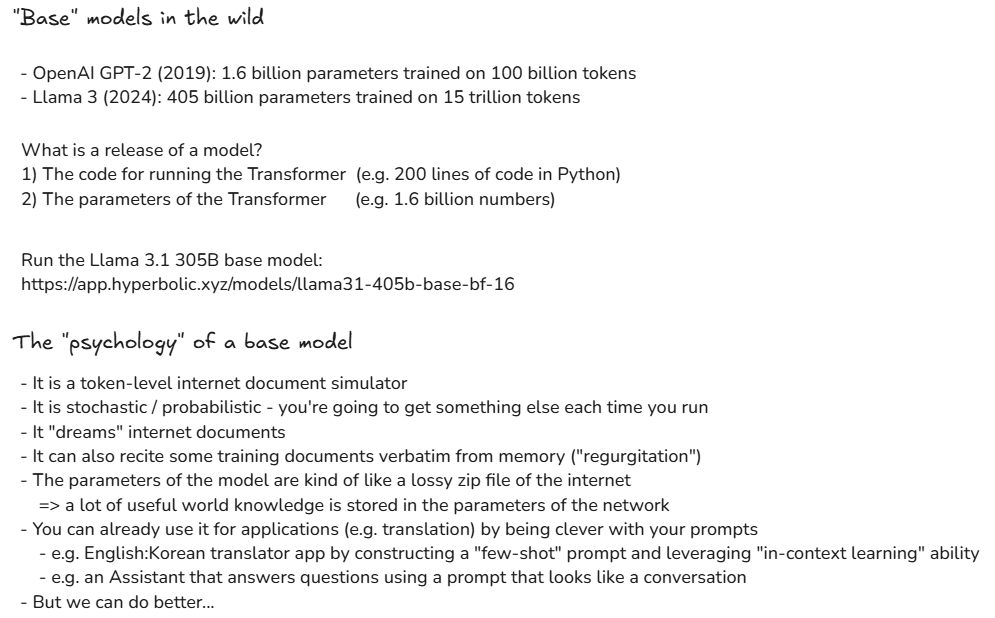 "Base" models in the wild
- OpenAI GPT-2 (2019): 1.6 billion parameters trained on 100 billion tokens
- Llama 3 (2024): 405 billion parameters trained on 15 trillion tokens
What is a release of a model?
1) The code for running the Transformer (e.g. 200 lines of code in Python)
2) The parameters of the Transformer (e.g. 1.6 billion numbers)
Run the Llama 3.1 305B base model:
https://app.hyperbolic.xyz/models/llama31-405b-base-bf-16
The "psychology" of a base model
- It is a token-level internet document simulator
- It is stochastic / probabilistic - you're going to get something else each time you run
- It "dreams" internet documents
- It can also recite some training documents verbatim from memory ("regurgitation")
- The parameters of the model are kind of like a lossy zip file of the internet
=> a lot of useful world knowledge is stored in the parameters of the network
- You can already use it for applications (e.g. translation) by being clever with your prompts
- e.g. English:Korean translator app by constructing a "few-shot" prompt and leveraging "in-context learning" ability
- e.g. an Assistant that answers questions using a prompt that looks like a conversation
- But we can do better...